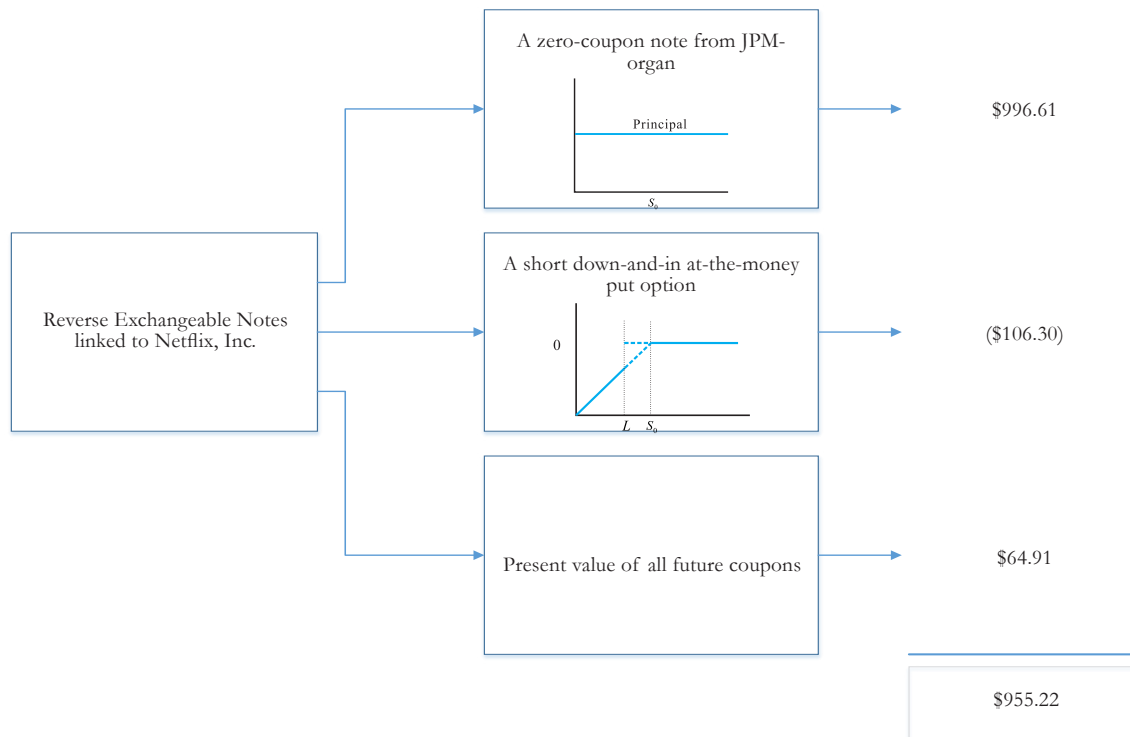 A zero-coupon note from JPM-
organ
Principal
S₀
$996.61
Reverse Exchangeable Notes
linked to Netflix, Inc.
A short down-and-in at-the-money
put option
0
L S₀
($106.30)
Present value of all future coupons
$64.91
$955.22